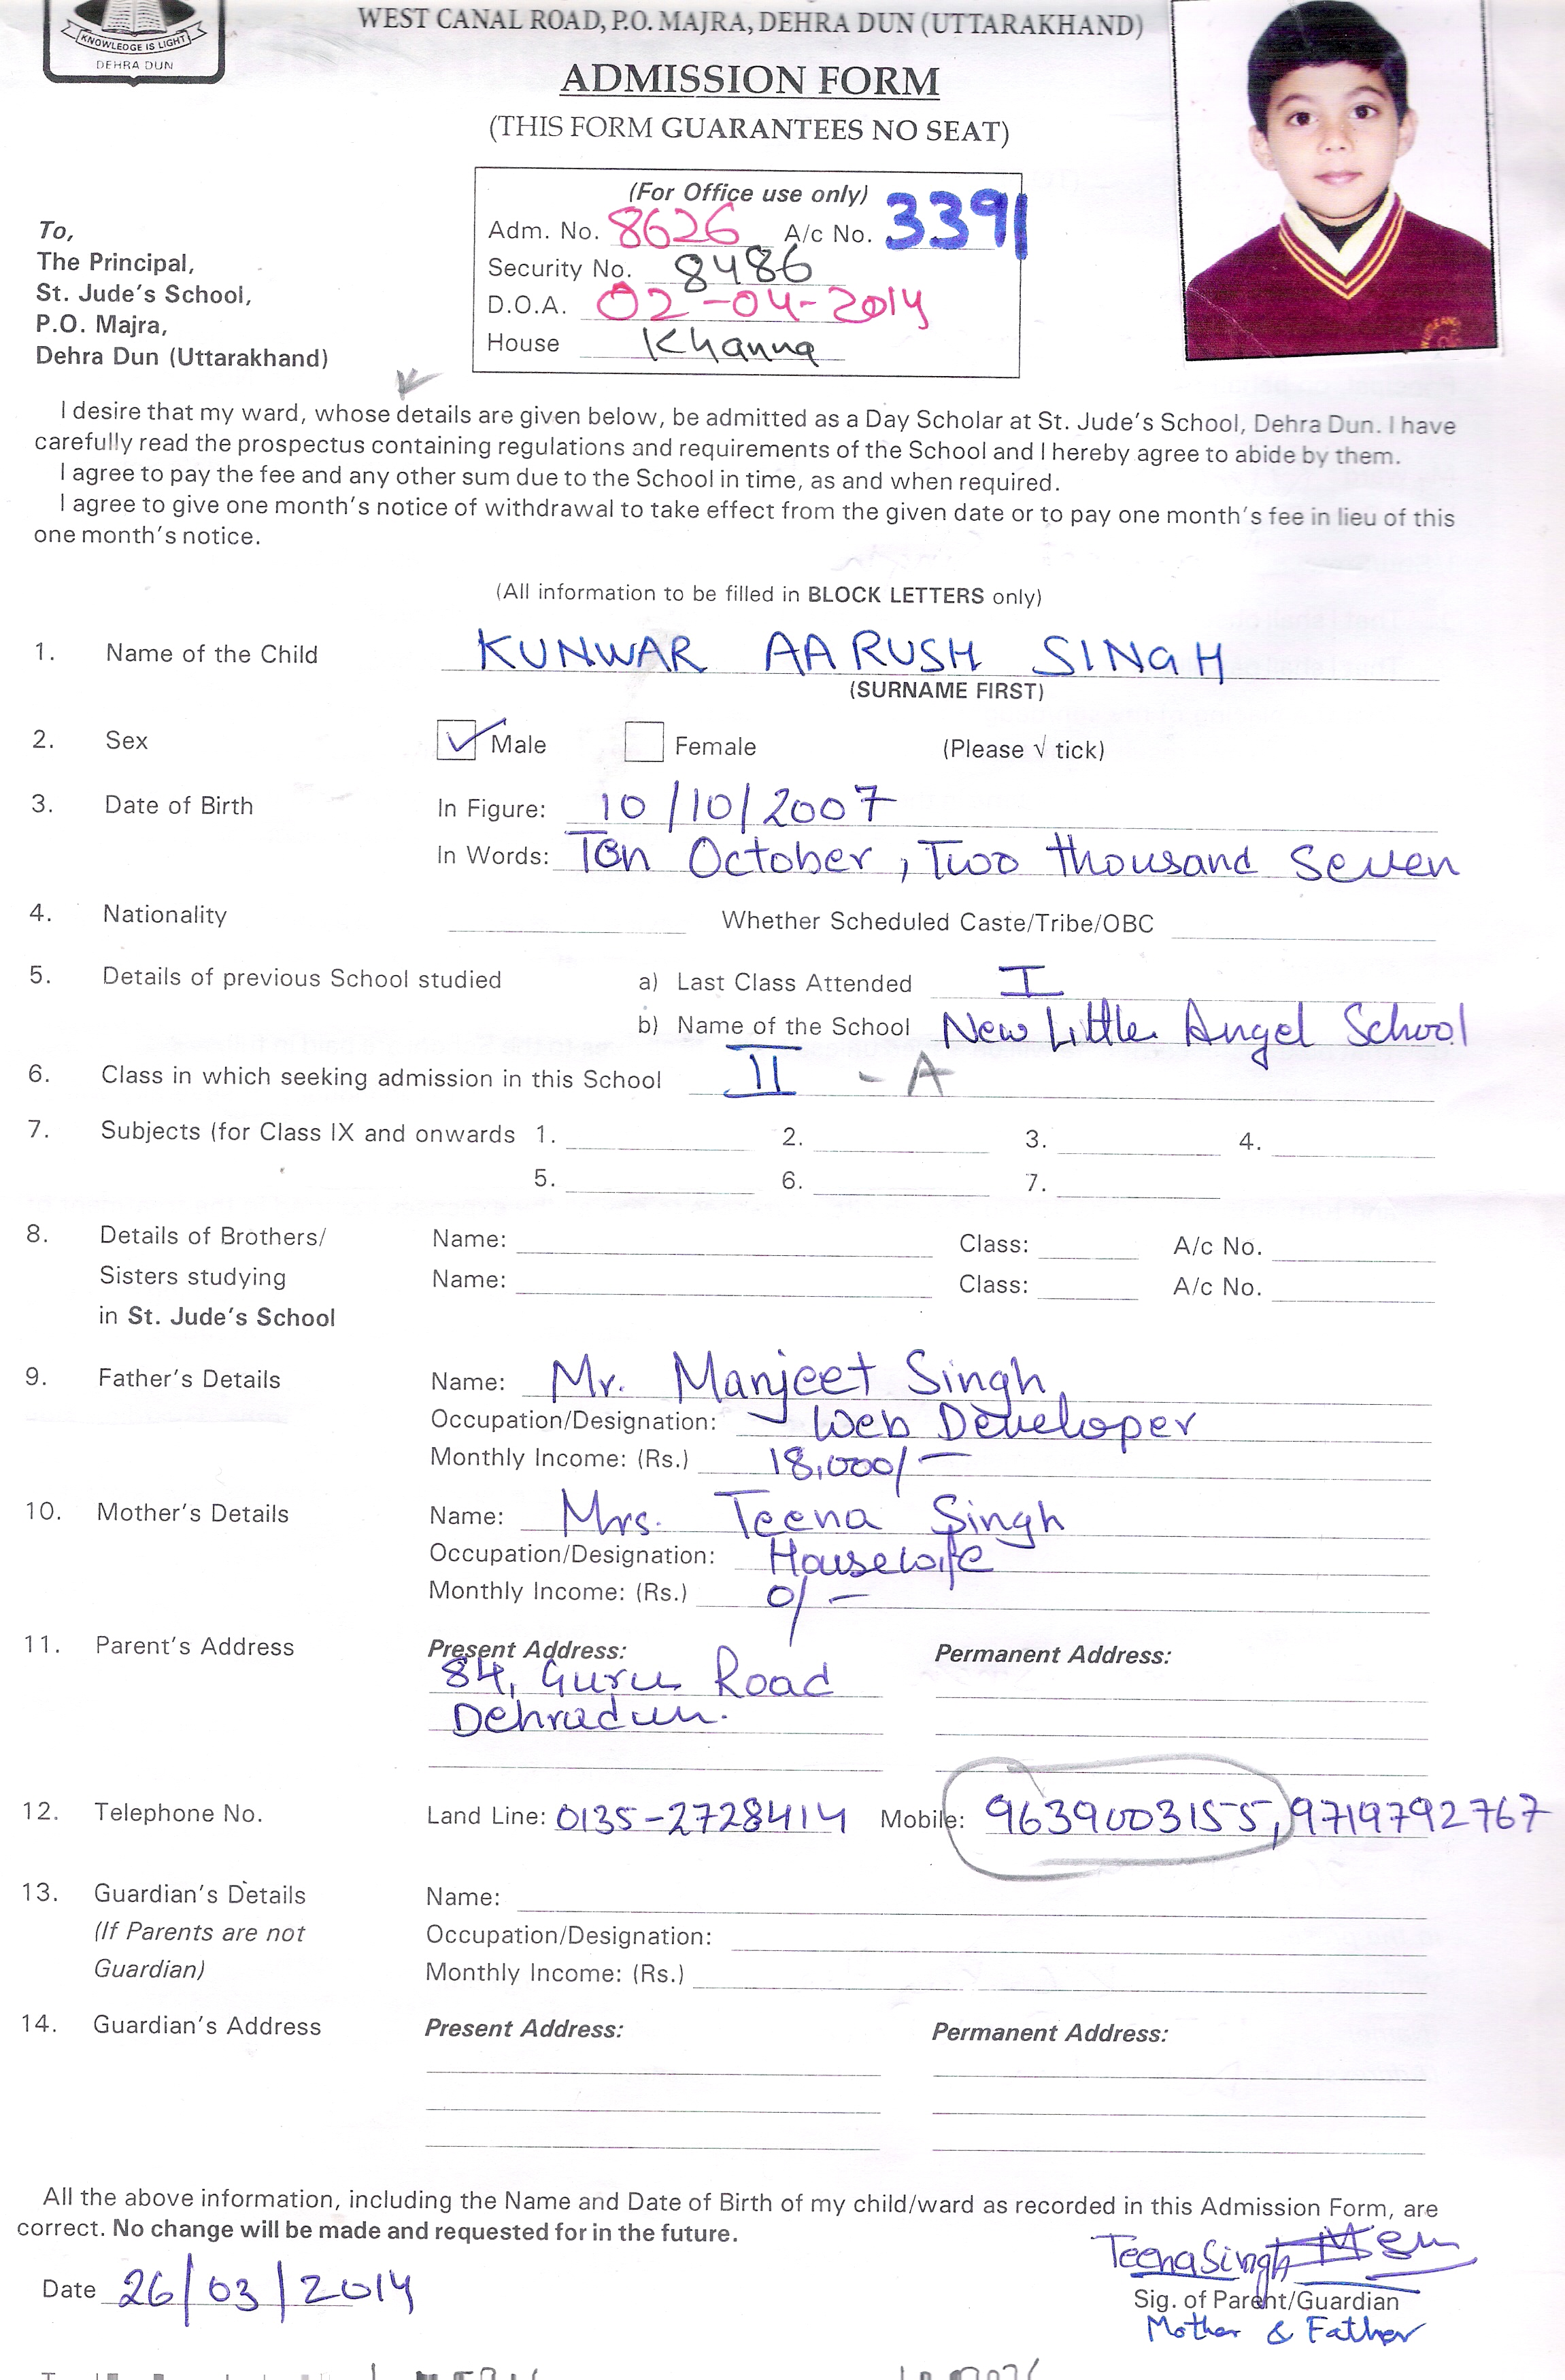 KNOWLEDGE IS LIGHT
DEHRA DUN
WEST CANAL ROAD, P.O. MAJRA, DEHRA DUN (UTTARAKHAND)
ADMISSION FORM
(THIS FORM GUARANTEES NO SEAT)
(For Office use only)
Adm. No. 8626 A/c No. 3391
Security No. 8486
D.O.A. 02-04-2014
House Khanna
To,
The Principal,
St. Jude's School,
P.O. Majra,
Dehra Dun (Uttarakhand)
I desire that my ward, whose details are given below, be admitted as a Day Scholar at St. Jude's School, Dehra Dun. I have
carefully read the prospectus containing regulations and requirements of the School and I hereby agree to abide by them.
I agree to pay the fee and any other sum due to the School in time, as and when required.
I agree to give one month's notice of withdrawal to take effect from the given date or to pay one month's fee in lieu of this
one month's notice.
(All information to be filled in BLOCK LETTERS only)
1. Name of the Child KUNWAR AARUSH SINGH
(SURNAME FIRST)
2. Sex Male Female (Please √ tick)
3. Date of Birth In Figure: 10/10/2007
In Words: Ten October, Two thousand Seven
4. Nationality Whether Scheduled Caste/Tribe/OBC
5. Details of previous School studied a) Last Class Attended I
b) Name of the School New Little Angel School
6. Class in which seeking admission in this School II - A
7. Subjects (for Class IX and onwards 1. 2. 3. 4.
5. 6. 7.
8. Details of Brothers/ Name: Class: A/c No.
Sisters studying Name: Class: A/c No.
in St. Jude's School
9. Father's Details Name: Mr. Manjeet Singh
Occupation/Designation: Web Developer
Monthly Income: (Rs.) 18,000/-
10. Mother's Details Name: Mrs. Teena Singh
Occupation/Designation: Housewife
Monthly Income: (Rs.) 0/-
11. Parent's Address Present Address: Permanent Address:
84, Guru Road
Dehradun.
12. Telephone No. Land Line: 0135-2728414 Mobile: 9639003155, 9719792767
13. Guardian's Details Name:
(If Parents are not Occupation/Designation:
Guardian) Monthly Income: (Rs.)
14. Guardian's Address Present Address: Permanent Address:
All the above information, including the Name and Date of Birth of my child/ward as recorded in this Admission Form, are
correct. No change will be made and requested for in the future.
Teena Singh
Date 26/03/2014
Sig. of Parent/Guardian
Mother & Father